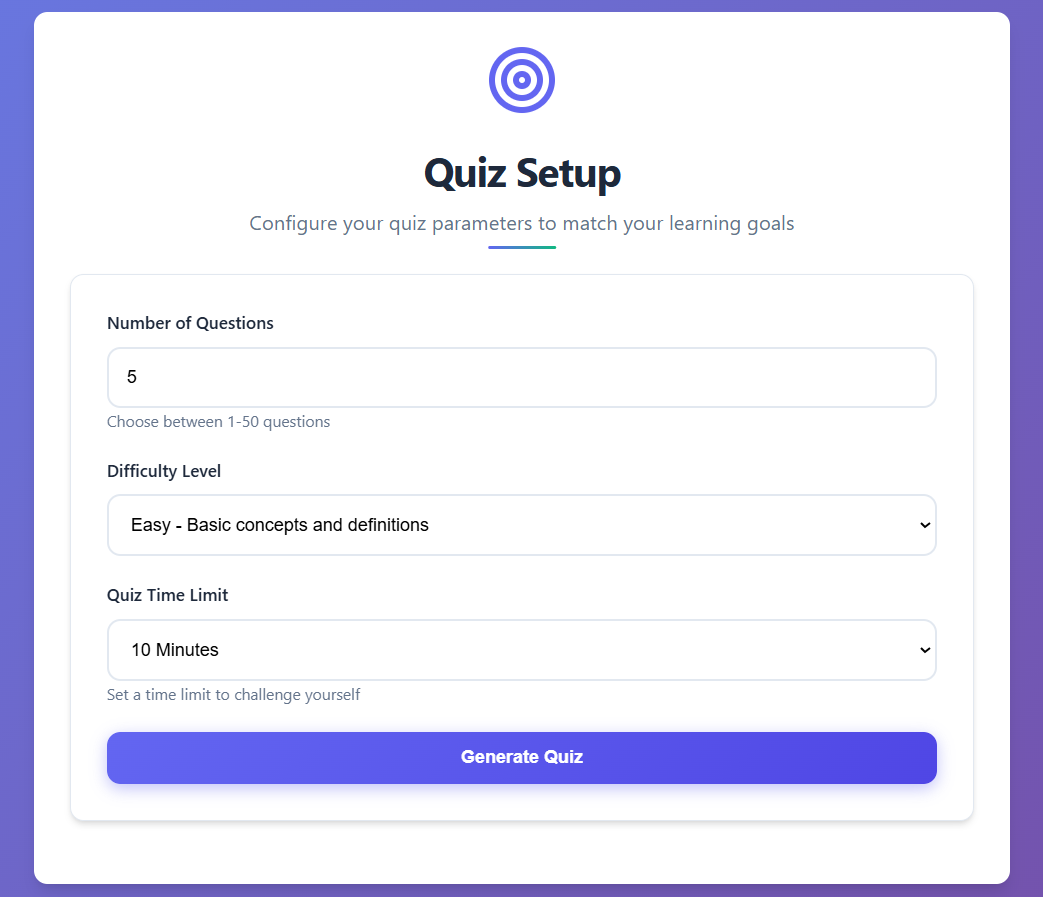 Quiz Setup
Configure your quiz parameters to match your learning goals
Number of Questions
5
Choose between 1-50 questions
Difficulty Level
Easy - Basic concepts and definitions
Quiz Time Limit
10 Minutes
Set a time limit to challenge yourself
Generate Quiz